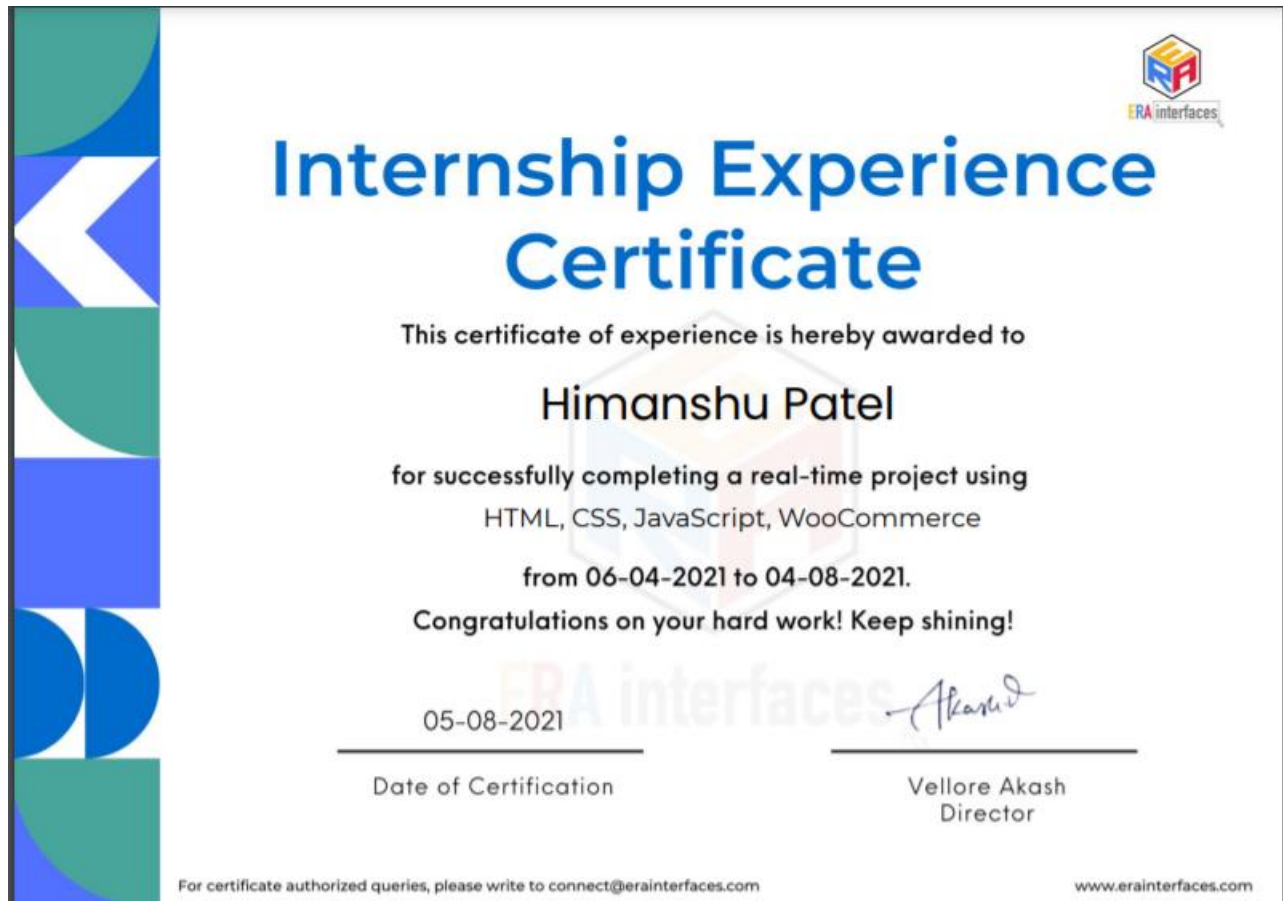 ERA
ERA interfaces
Internship Experience
Certificate
This certificate of experience is hereby awarded to
Himanshu Patel
for successfully completing a real-time project using
HTML, CSS, JavaScript, WooCommerce
from 06-04-2021 to 04-08-2021.
Congratulations on your hard work! Keep shining!
ERA interfaces
05-08-2021
Akash
Date of Certification
Vellore Akash
Director
For certificate authorized queries, please write to connect@erainterfaces.com
www.erainterfaces.com